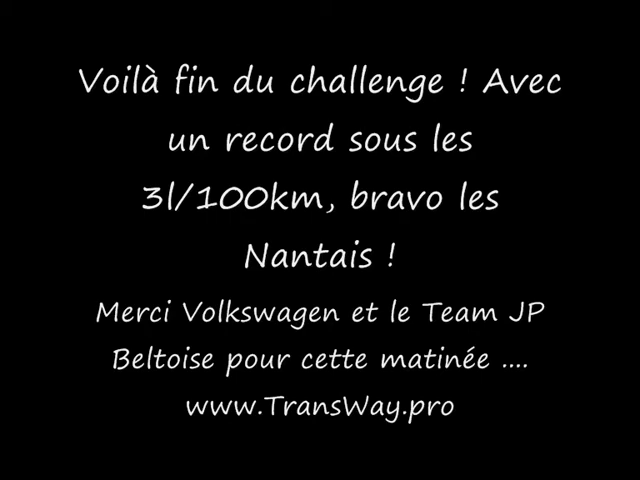 Voilà fin du challenge ! Avec
un record sous les
3l/100km, bravo les
Nantais !
Merci Volkswagen et le Team JP
Beltoise pour cette matinée ....
www.TransWay.pro